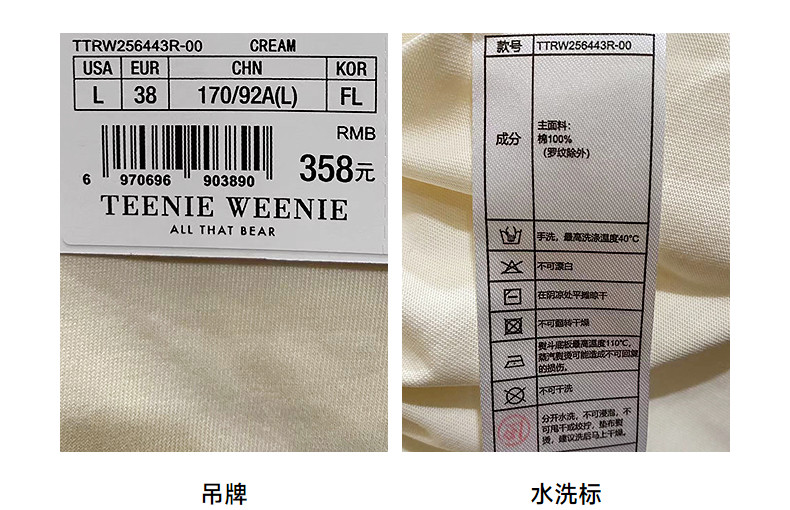 TTRW256443R-00 CREAM
USA EUR CHN KOR
L 38 170/92A(L) FL
RMB
358元
6 970696 903890
TEENIE WEENIE
ALL THAT BEAR
款号 TTRW256443R-00
成分
主面料：
棉100%
（罗纹除外）
手洗，最高洗涤温度40°C
不可漂白
在阴凉处平摊晾干
不可翻转干燥
熨斗底板最高温度110℃，
蒸汽熨烫可能造成不可回复
的损伤。
不可干洗
分开水洗，不可浸泡，不
可甩干或绞拧，垫布熨
烫，建议洗后马上干燥。
吊牌
水洗标